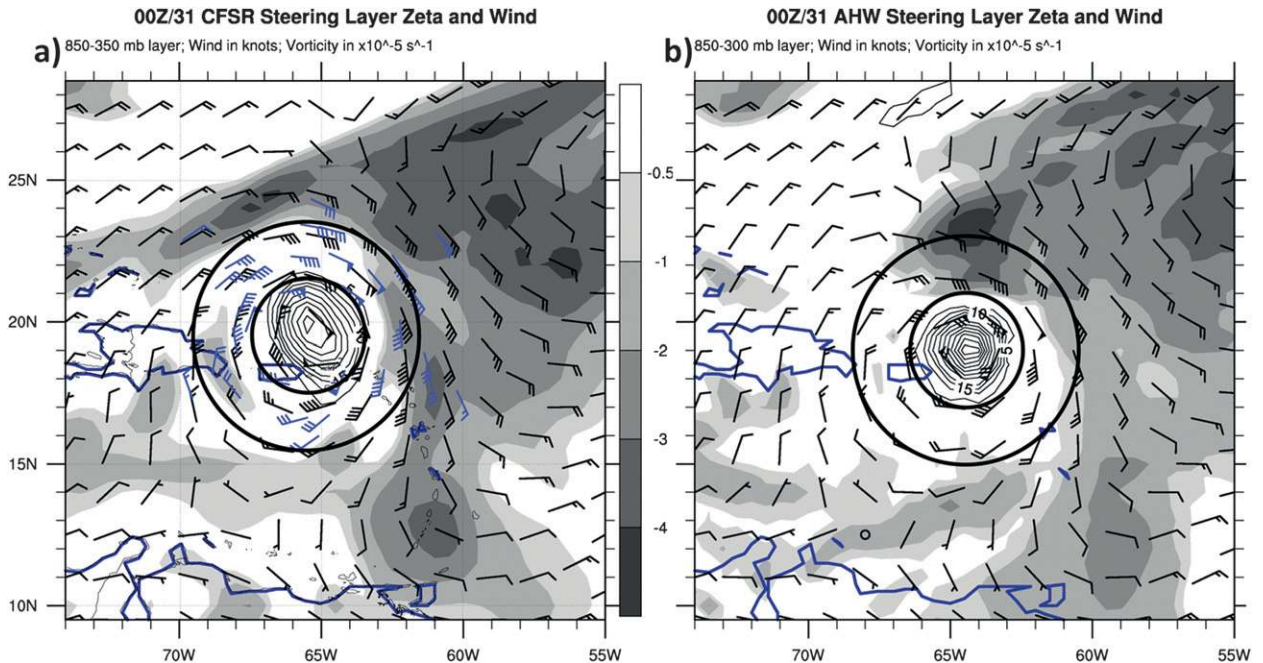 00Z/31 CFSR Steering Layer Zeta and Wind
a) 850-350 mb layer; Wind in knots; Vorticity in x10^-5 s^-1
25N
20N
15N
10N
70W 65W 60W 55W
-0.5
-1
-2
-3
-4
00Z/31 AHW Steering Layer Zeta and Wind
b) 850-300 mb layer; Wind in knots; Vorticity in x10^-5 s^-1
10
15
15
70W 65W 60W 55W